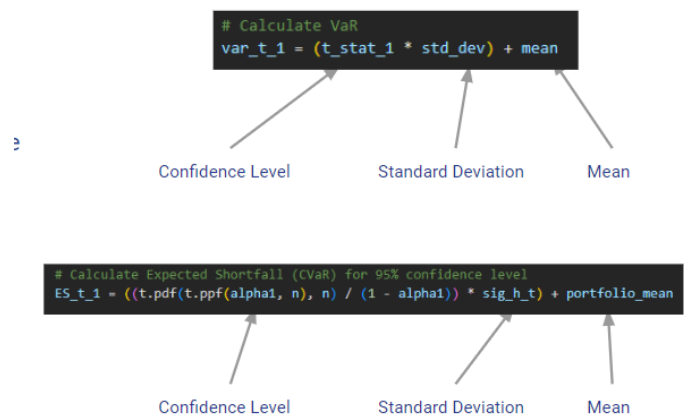 # Calculate VaR
var_t_1 = (t_stat_1 * std_dev) + mean
e
Confidence Level Standard Deviation Mean
# Calculate Expected Shortfall (CVaR) for 95% confidence level
ES_t_1 = ((t.pdf(t.ppf(alpha1, n), n) / (1 - alpha1)) * sig_h_t) + portfolio_mean
Confidence Level Standard Deviation Mean